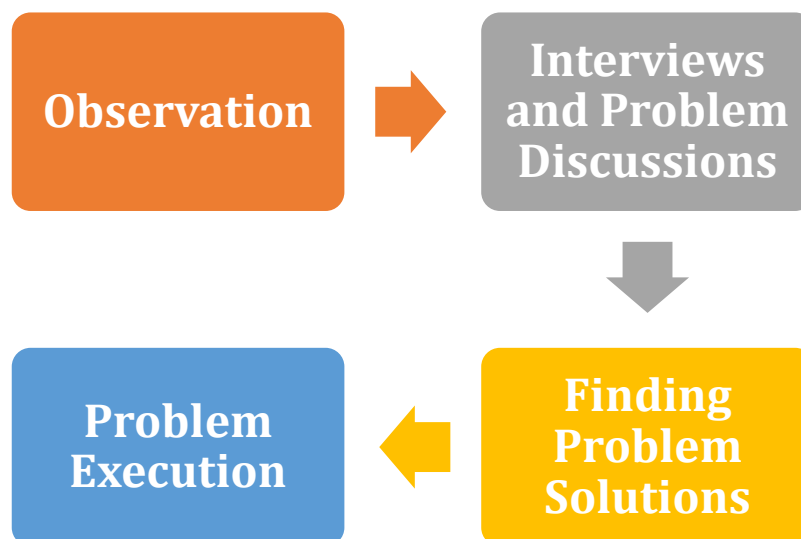 Observation
Interviews
and Problem
Discussions
Finding
Problem
Solutions
Problem
Execution